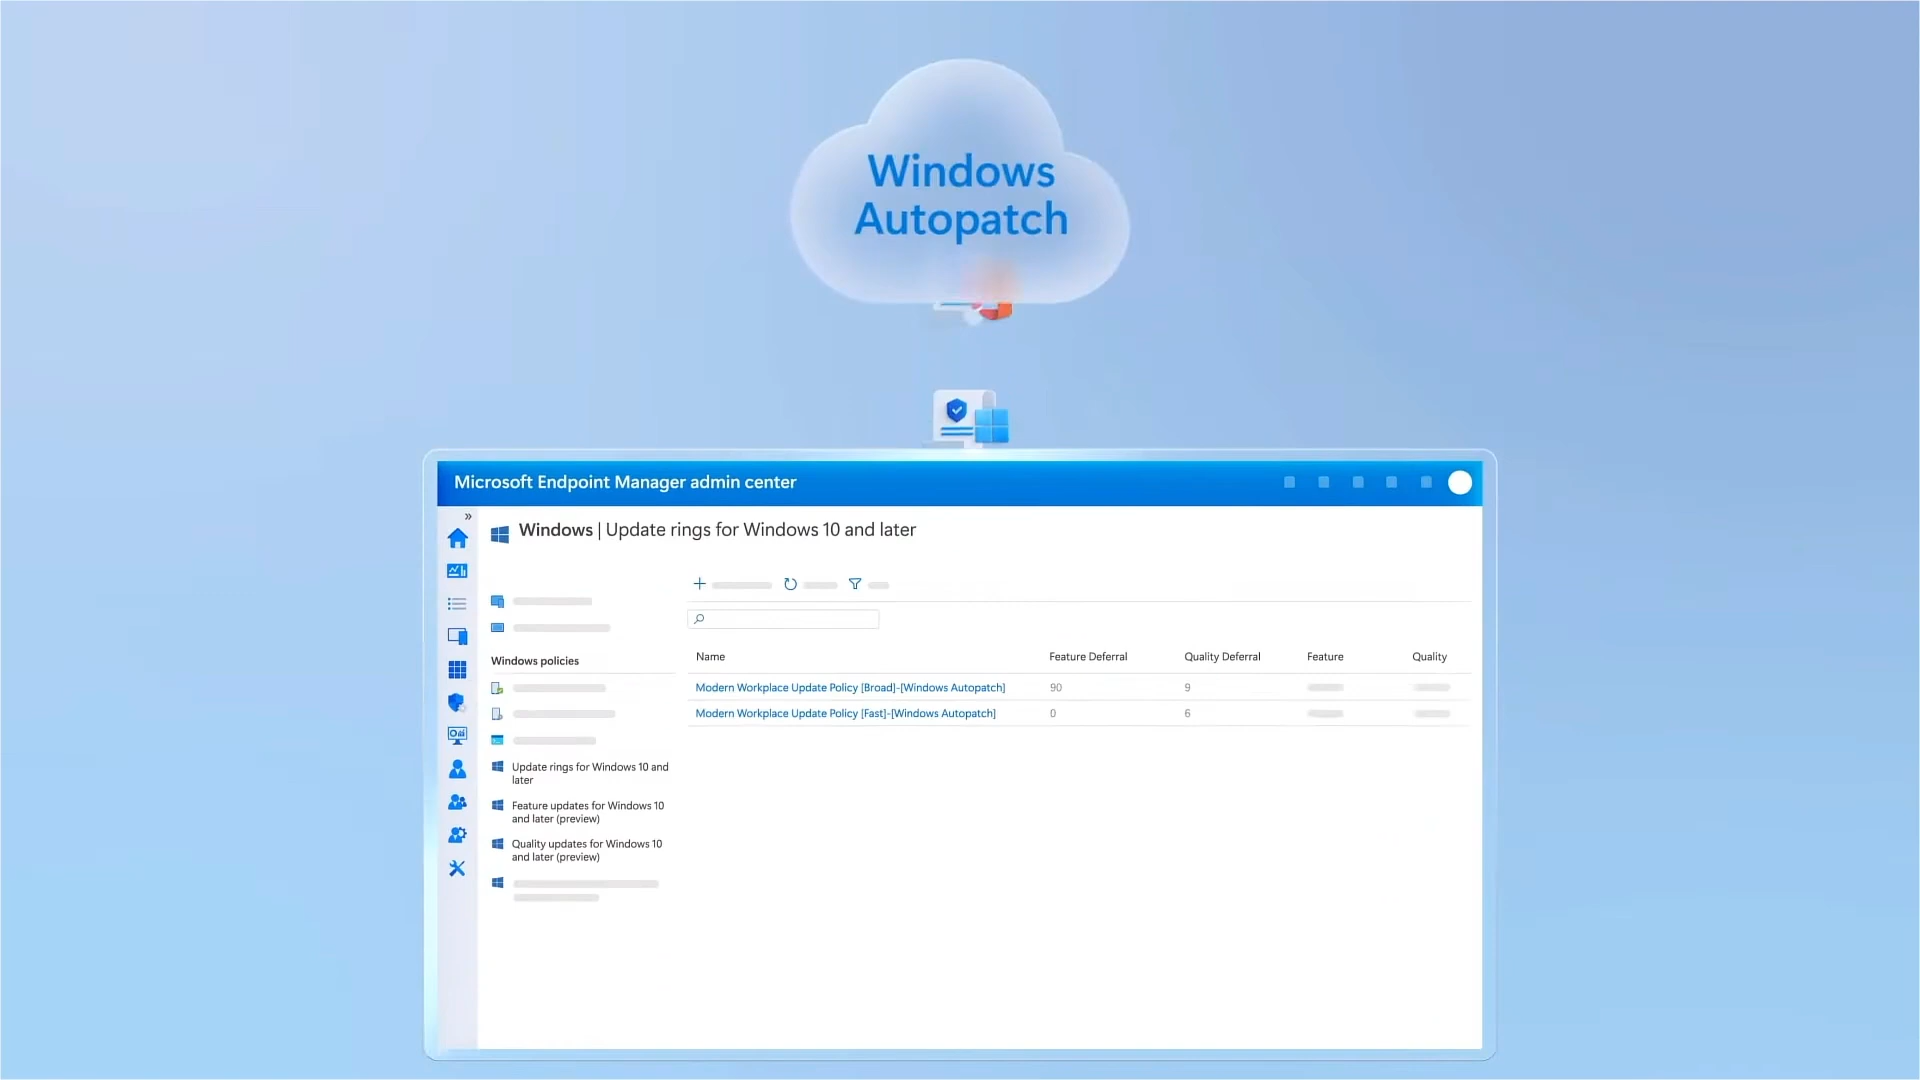 Windows
Autopatch
Microsoft Endpoint Manager admin center
»
Windows | Update rings for Windows 10 and later
Windows policies
Update rings for Windows 10 and
later
Feature updates for Windows 10
and later (preview)
Quality updates for Windows 10
and later (preview)
Name Feature Deferral Quality Deferral Feature Quality
Modern Workplace Update Policy [Broad]-[Windows Autopatch] 90 9
Modern Workplace Update Policy [Fast]-[Windows Autopatch] 0 6